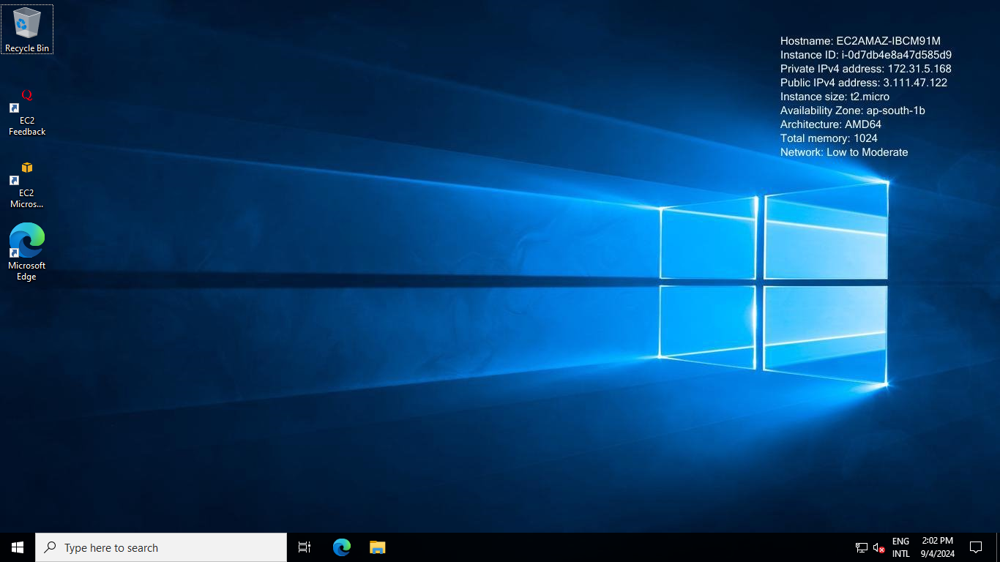 Recycle Bin
EC2
Feedback
EC2
Micros...
Microsoft
Edge
Hostname: EC2AMAZ-IBCM91M
Instance ID: i-0d7db4e8a47d585d9
Private IPv4 address: 172.31.5.168
Public IPv4 address: 3.111.47.122
Instance size: t2.micro
Availability Zone: ap-south-1b
Architecture: AMD64
Total memory: 1024
Network: Low to Moderate
Type here to search
ENG
INTL
2:02 PM
9/4/2024